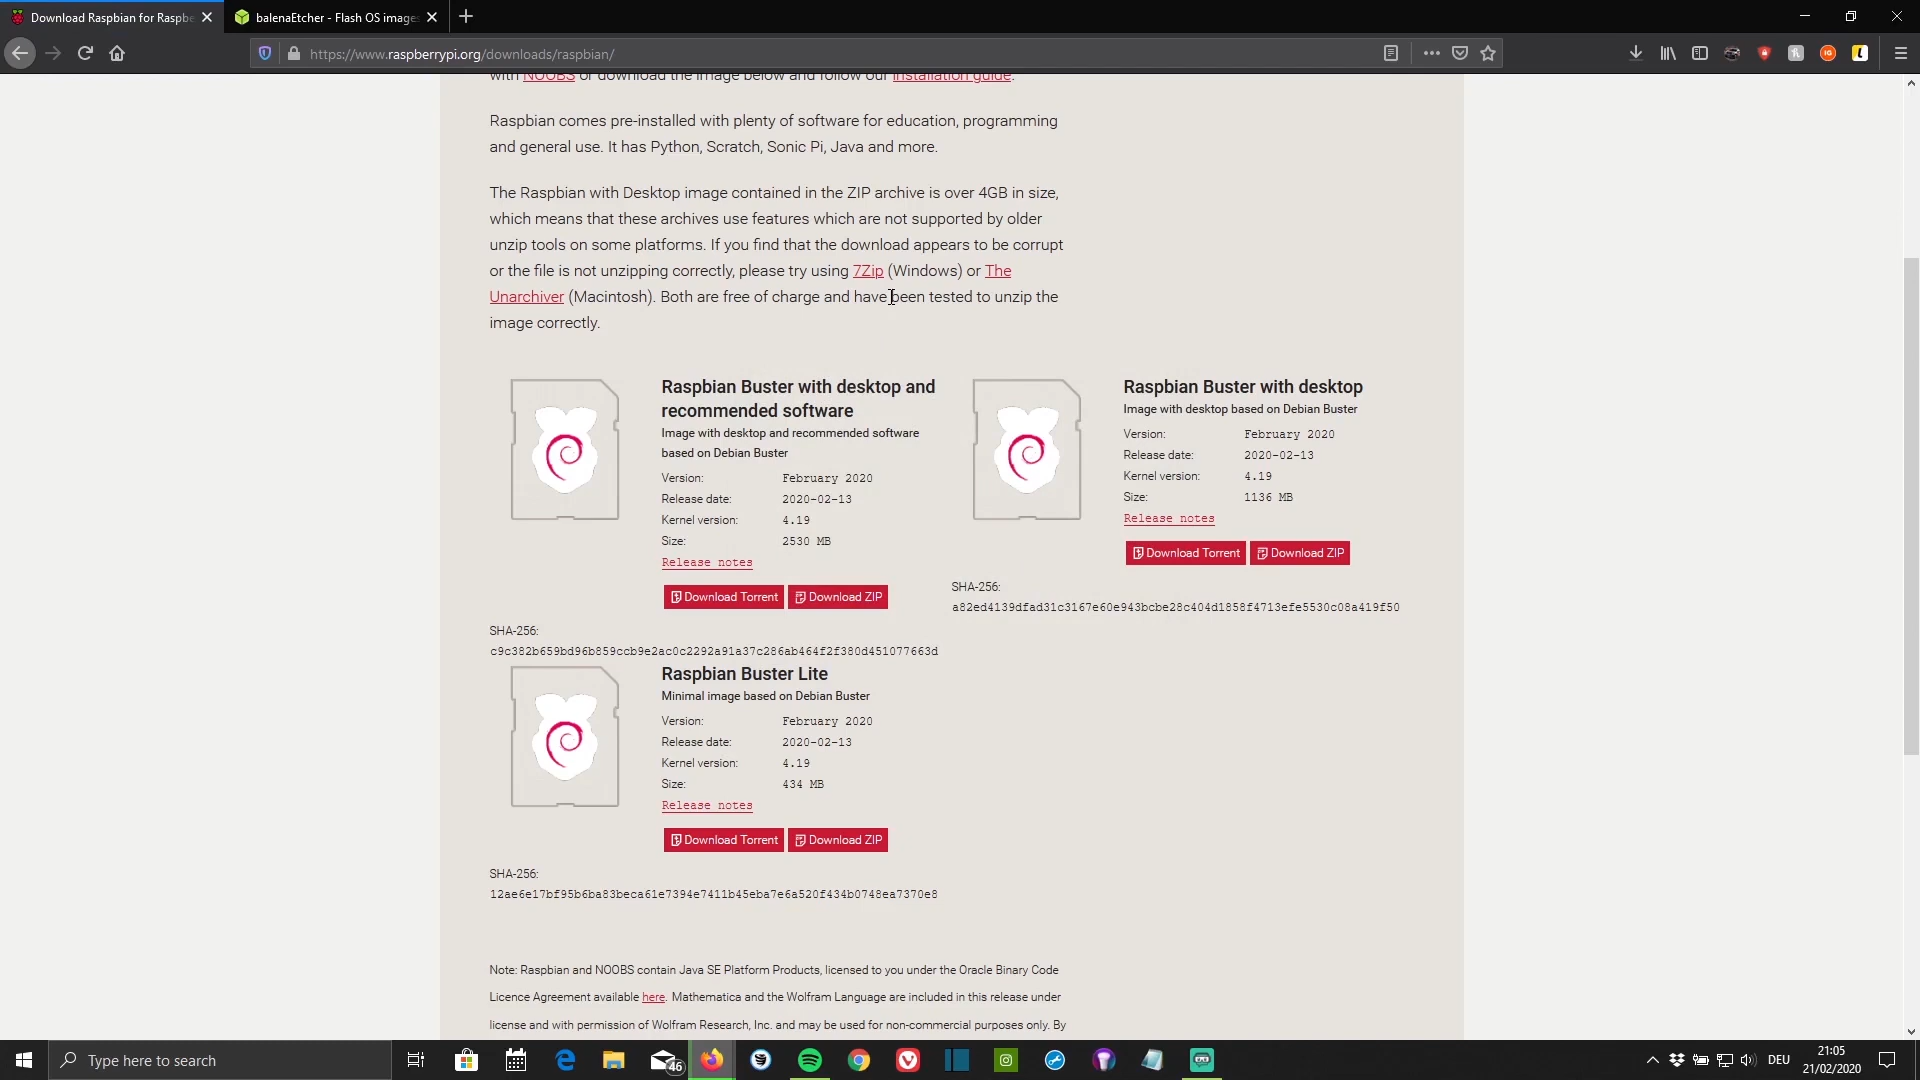 Download Raspbian for Raspbe
balenaEtcher - Flash OS images
https://www.raspberrypi.org/downloads/raspbian/
with NOOBS or download the image below and follow our installation guide.
Raspbian comes pre-installed with plenty of software for education, programming
and general use. It has Python, Scratch, Sonic Pi, Java and more.
The Raspbian with Desktop image contained in the ZIP archive is over 4GB in size,
which means that these archives use features which are not supported by older
unzip tools on some platforms. If you find that the download appears to be corrupt
or the file is not unzipping correctly, please try using 7Zip (Windows) or The
Unarchiver (Macintosh). Both are free of charge and have been tested to unzip the
image correctly.
Raspbian Buster with desktop and
recommended software
Image with desktop and recommended software
based on Debian Buster
Version: February 2020
Release date: 2020-02-13
Kernel version: 4.19
Size: 2530 MB
Release notes
Download Torrent Download ZIP
SHA-256:
c9c382b659bd96b859ccb9e2ac0c2292a91a37c286ab464f2f380d451077663d
Raspbian Buster with desktop
Image with desktop based on Debian Buster
Version: February 2020
Release date: 2020-02-13
Kernel version: 4.19
Size: 1136 MB
Release notes
Download Torrent Download ZIP
SHA-256:
a82ed4139dfad31c3167e60e943bcbe28c404d1858f4713efe5530c08a419f50
Raspbian Buster Lite
Minimal image based on Debian Buster
Version: February 2020
Release date: 2020-02-13
Kernel version: 4.19
Size: 434 MB
Release notes
Download Torrent Download ZIP
SHA-256:
12ae6e17bf95b6ba83beca61e7394e7411b45eba7e6a520f434b0748ea7370e8
Note: Raspbian and NOOBS contain Java SE Platform Products, licensed to you under the Oracle Binary Code
Licence Agreement available here. Mathematica and the Wolfram Language are included in this release under
license and with permission of Wolfram Research, Inc. and may be used for non-commercial purposes only. By
Type here to search
46
DEU
21:05
21/02/2020